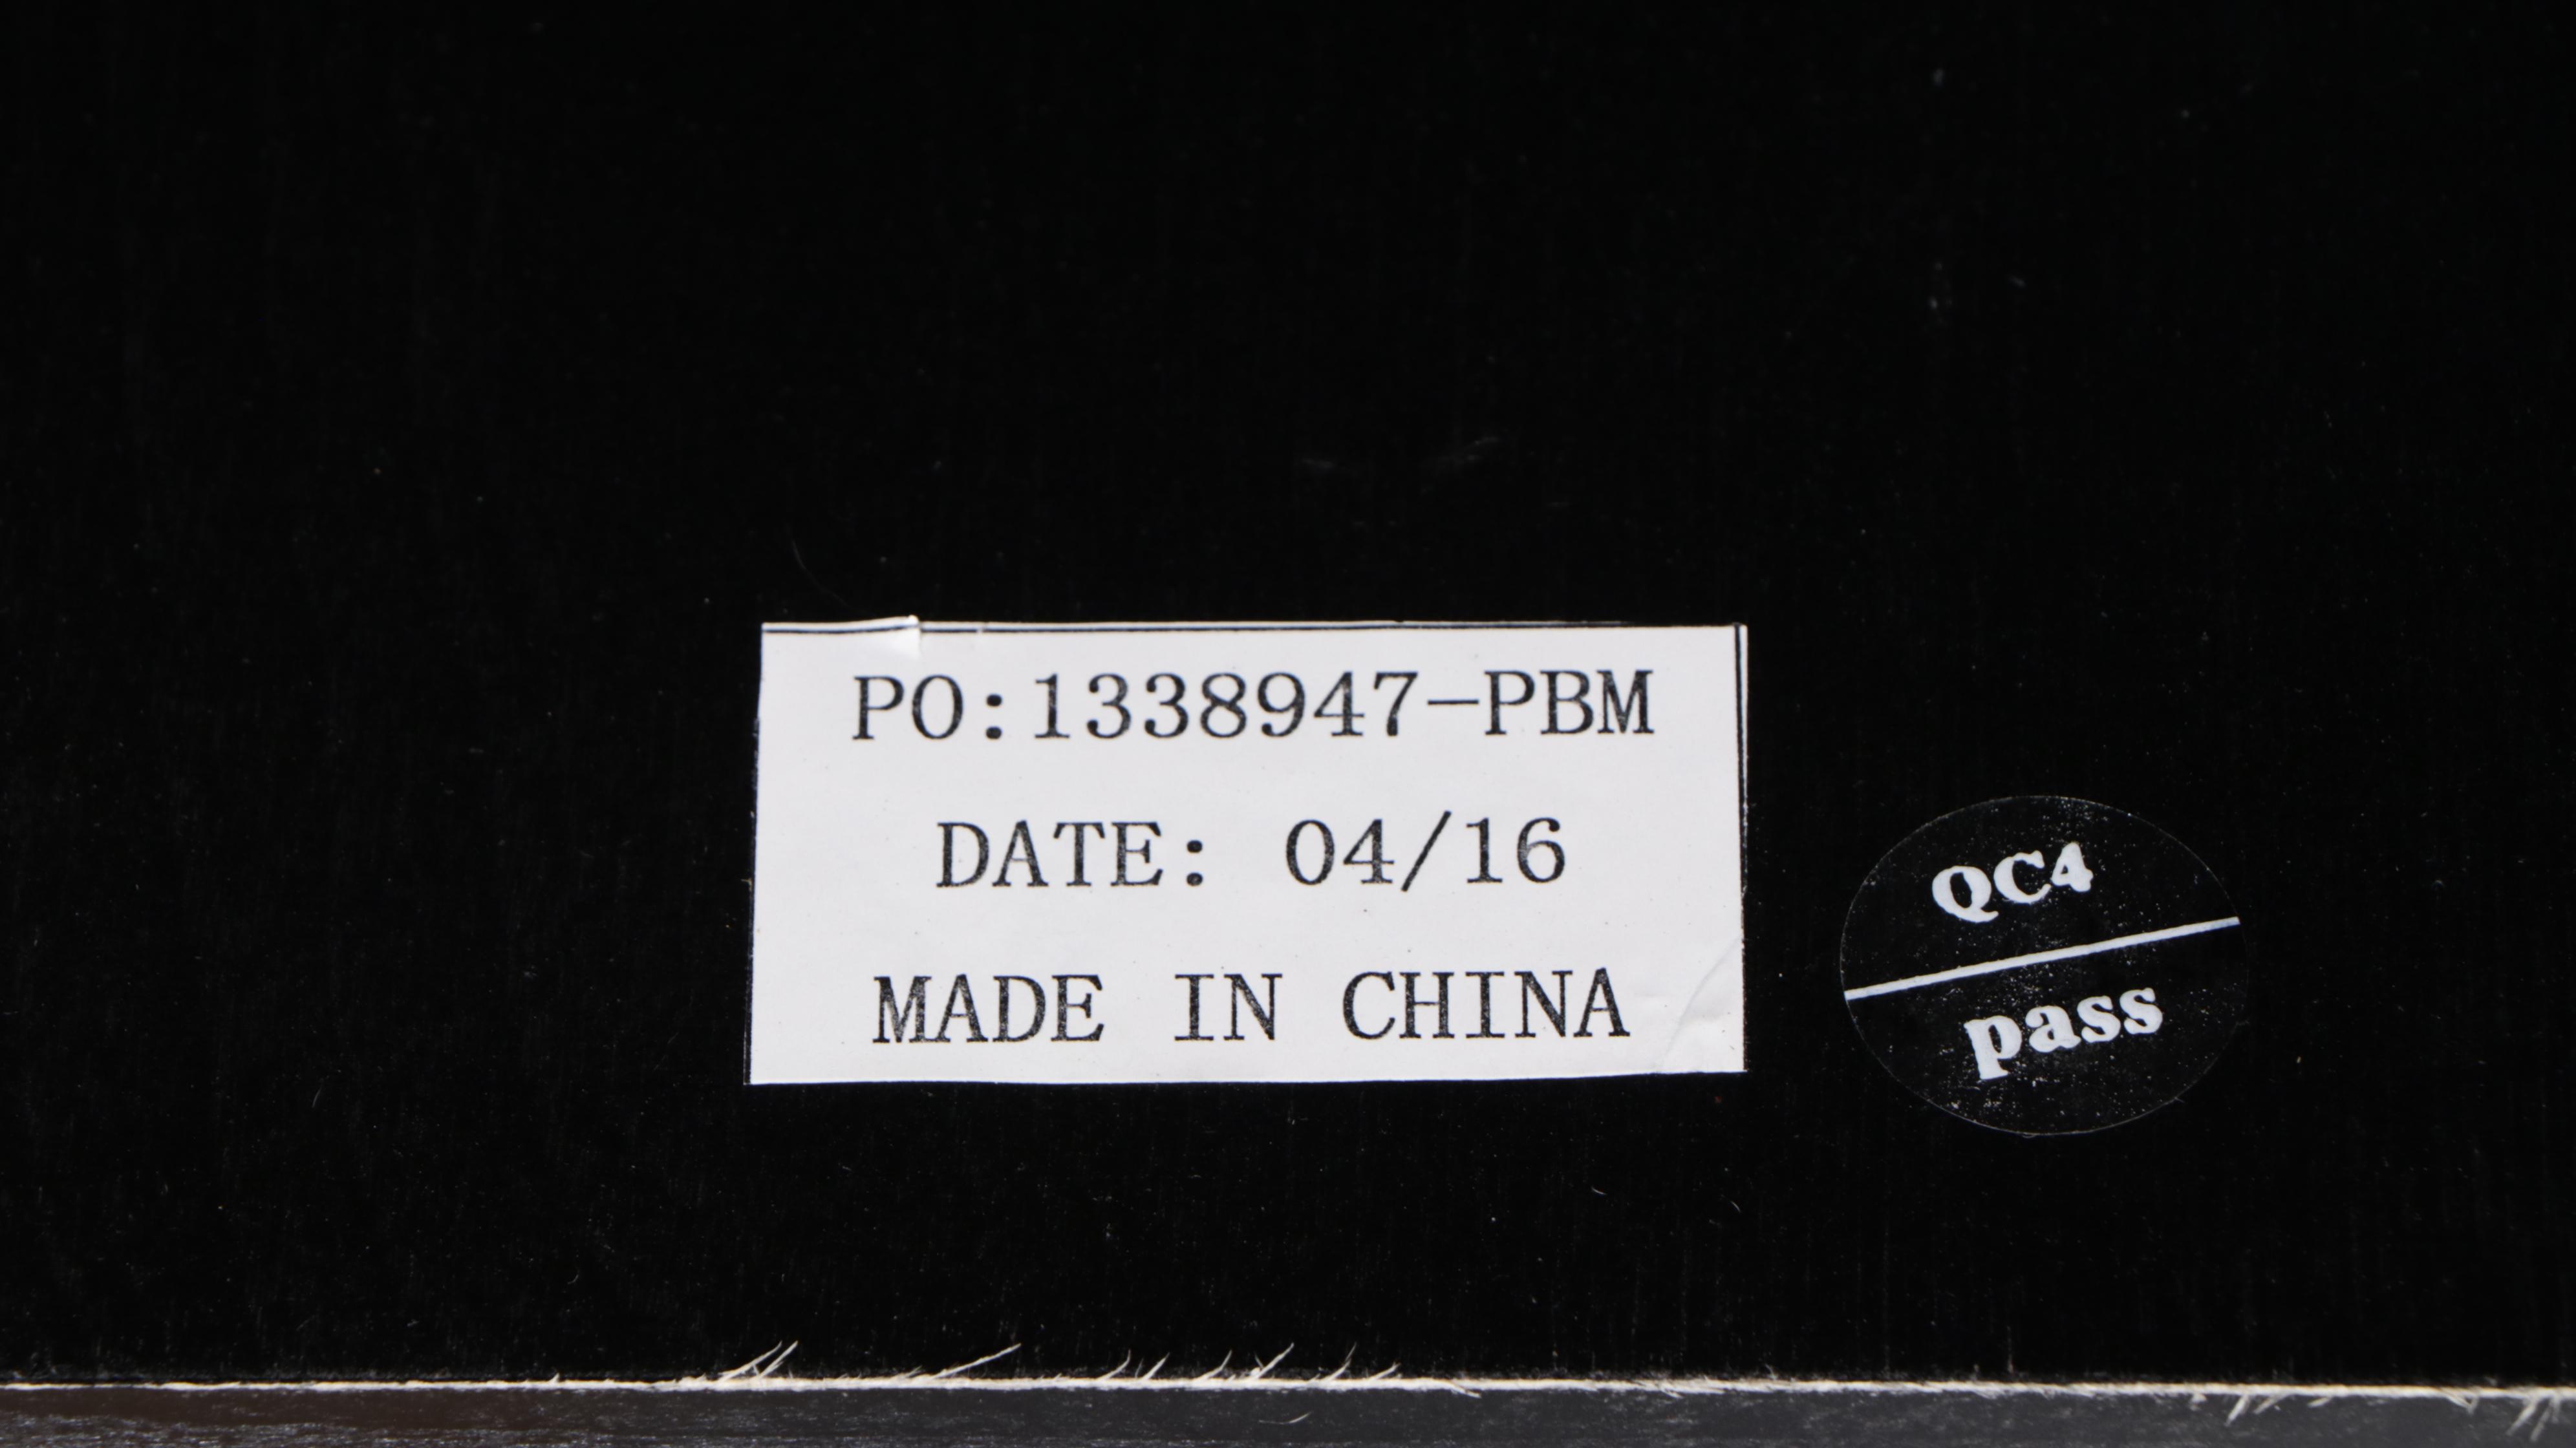 PO:1338947-PBM
DATE: 04/16
MADE IN CHINA
QC4
pass